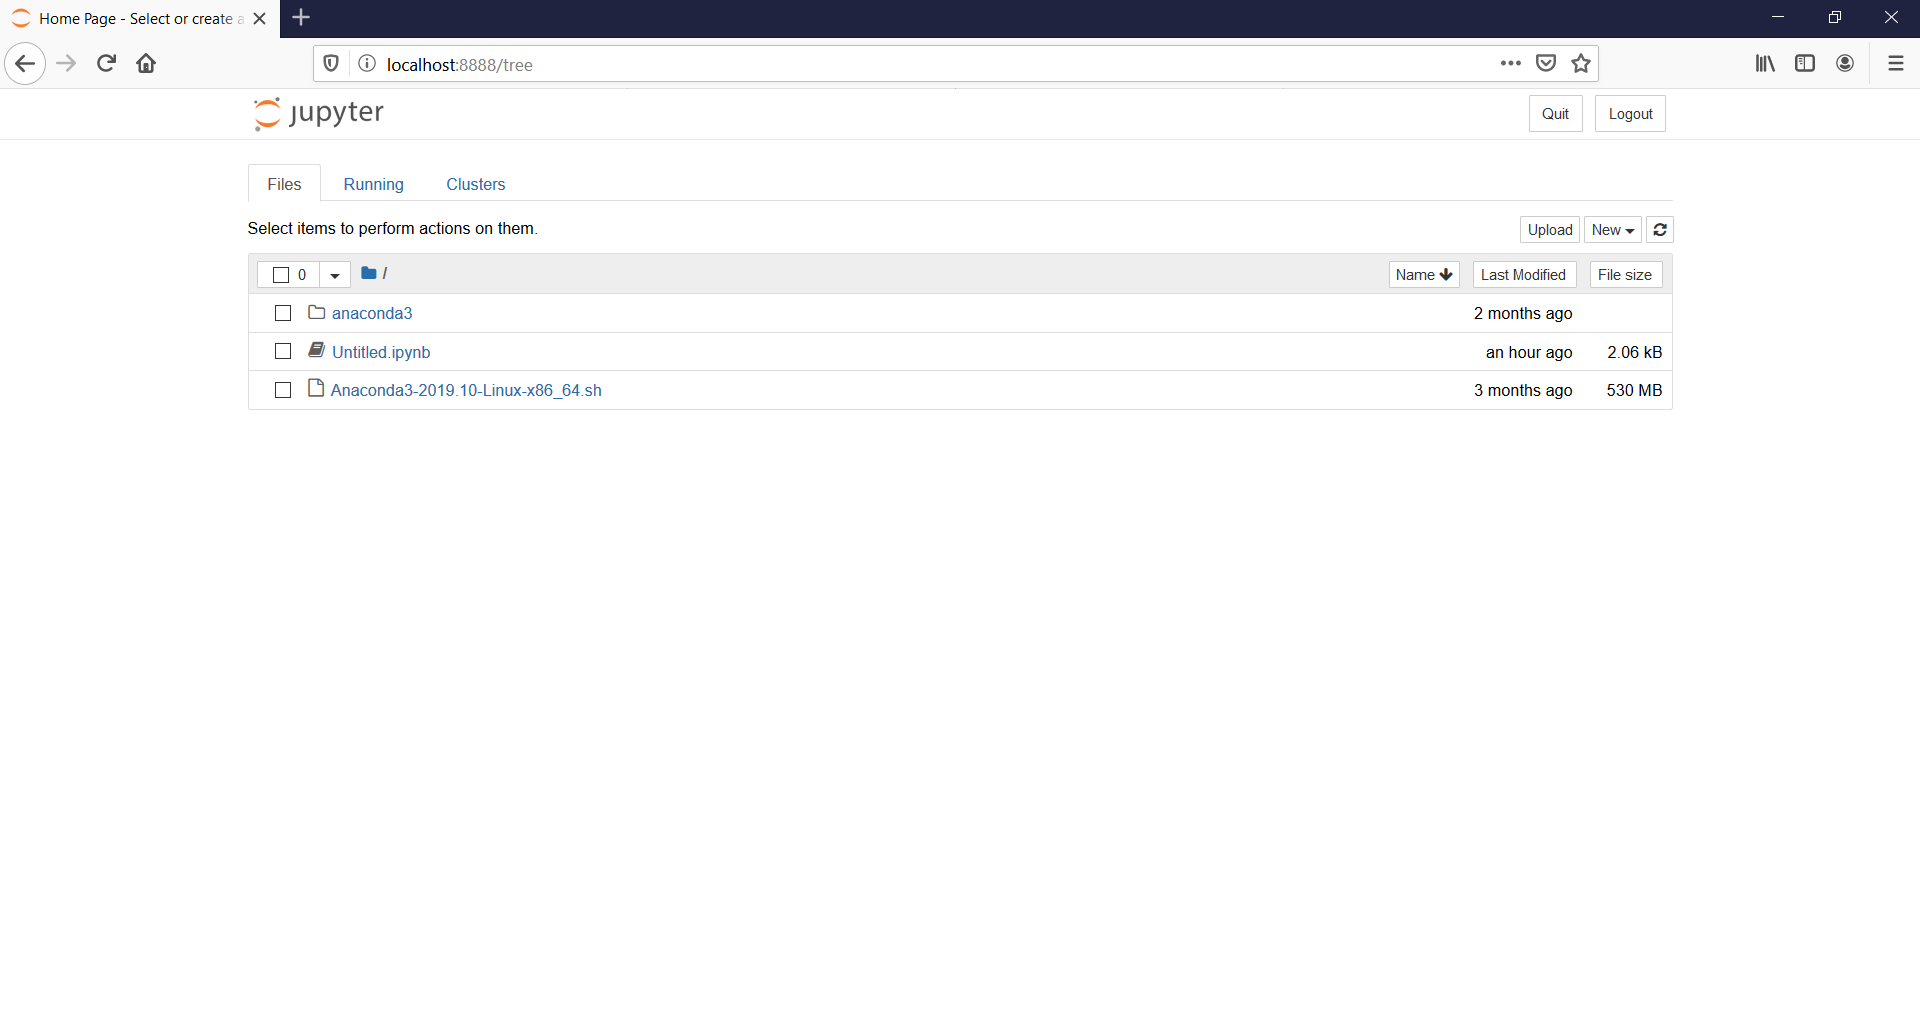 Home Page - Select or create a
localhost:8888/tree
jupyter
Quit Logout
Files Running Clusters
Select items to perform actions on them.
Upload New
0 / Name Last Modified File size
anaconda3 2 months ago
Untitled.ipynb an hour ago 2.06 kB
Anaconda3-2019.10-Linux-x86_64.sh 3 months ago 530 MB